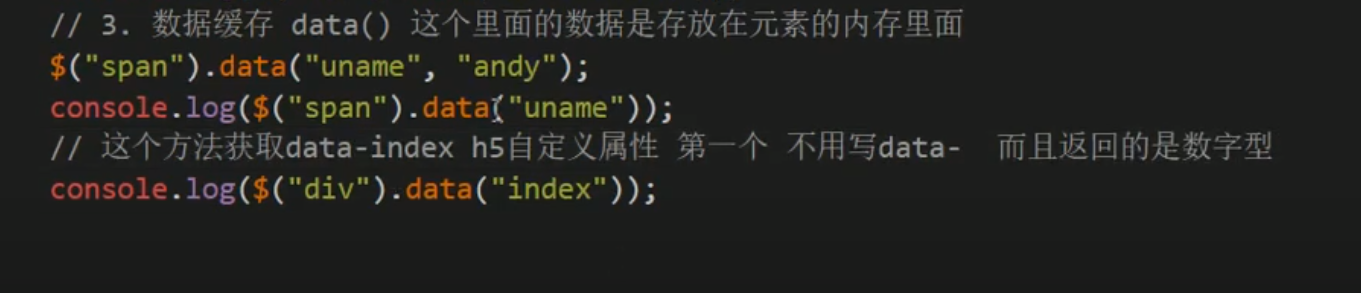 // 3. 数据缓存 data() 这个里面的数据是存放在元素的内存里面
$("span").data("uname", "andy");
console.log($("span").data("uname"));
// 这个方法获取data-index h5自定义属性 第一个 不用写data-  而且返回的是数字型
console.log($("div").data("index"));